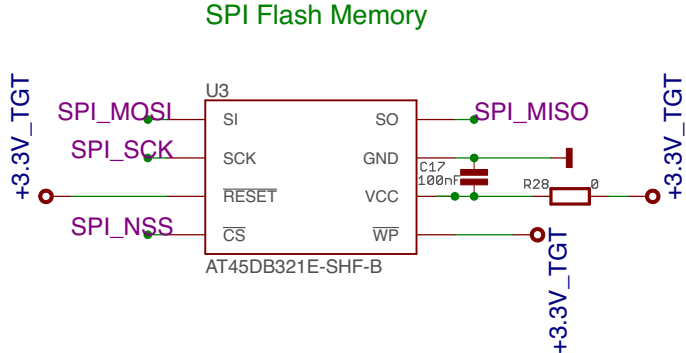 SPI Flash Memory
U3
+3.3V_TGT
SPI_MOSI
SI
SO
SPI_MISO
+3.3V_TGT
SPI_SCK
SCK
GND
C17
100nF
RESET
VCC
R28
0
SPI_NSS
CS
WP
AT45DB321E-SHF-B
+3.3V_TGT